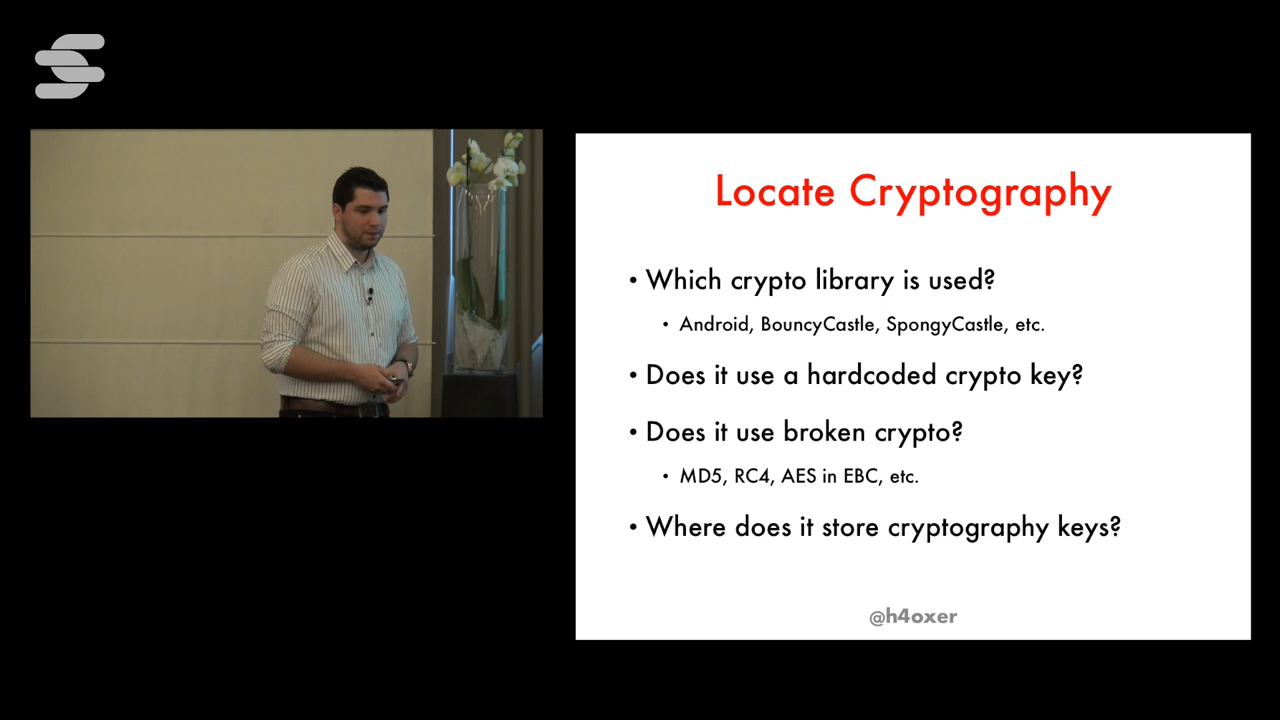 Locate Cryptography
• Which crypto library is used?
• Android, BouncyCastle, SpongyCastle, etc.
• Does it use a hardcoded crypto key?
• Does it use broken crypto?
• MD5, RC4, AES in EBC, etc.
• Where does it store cryptography keys?
@h4oxer